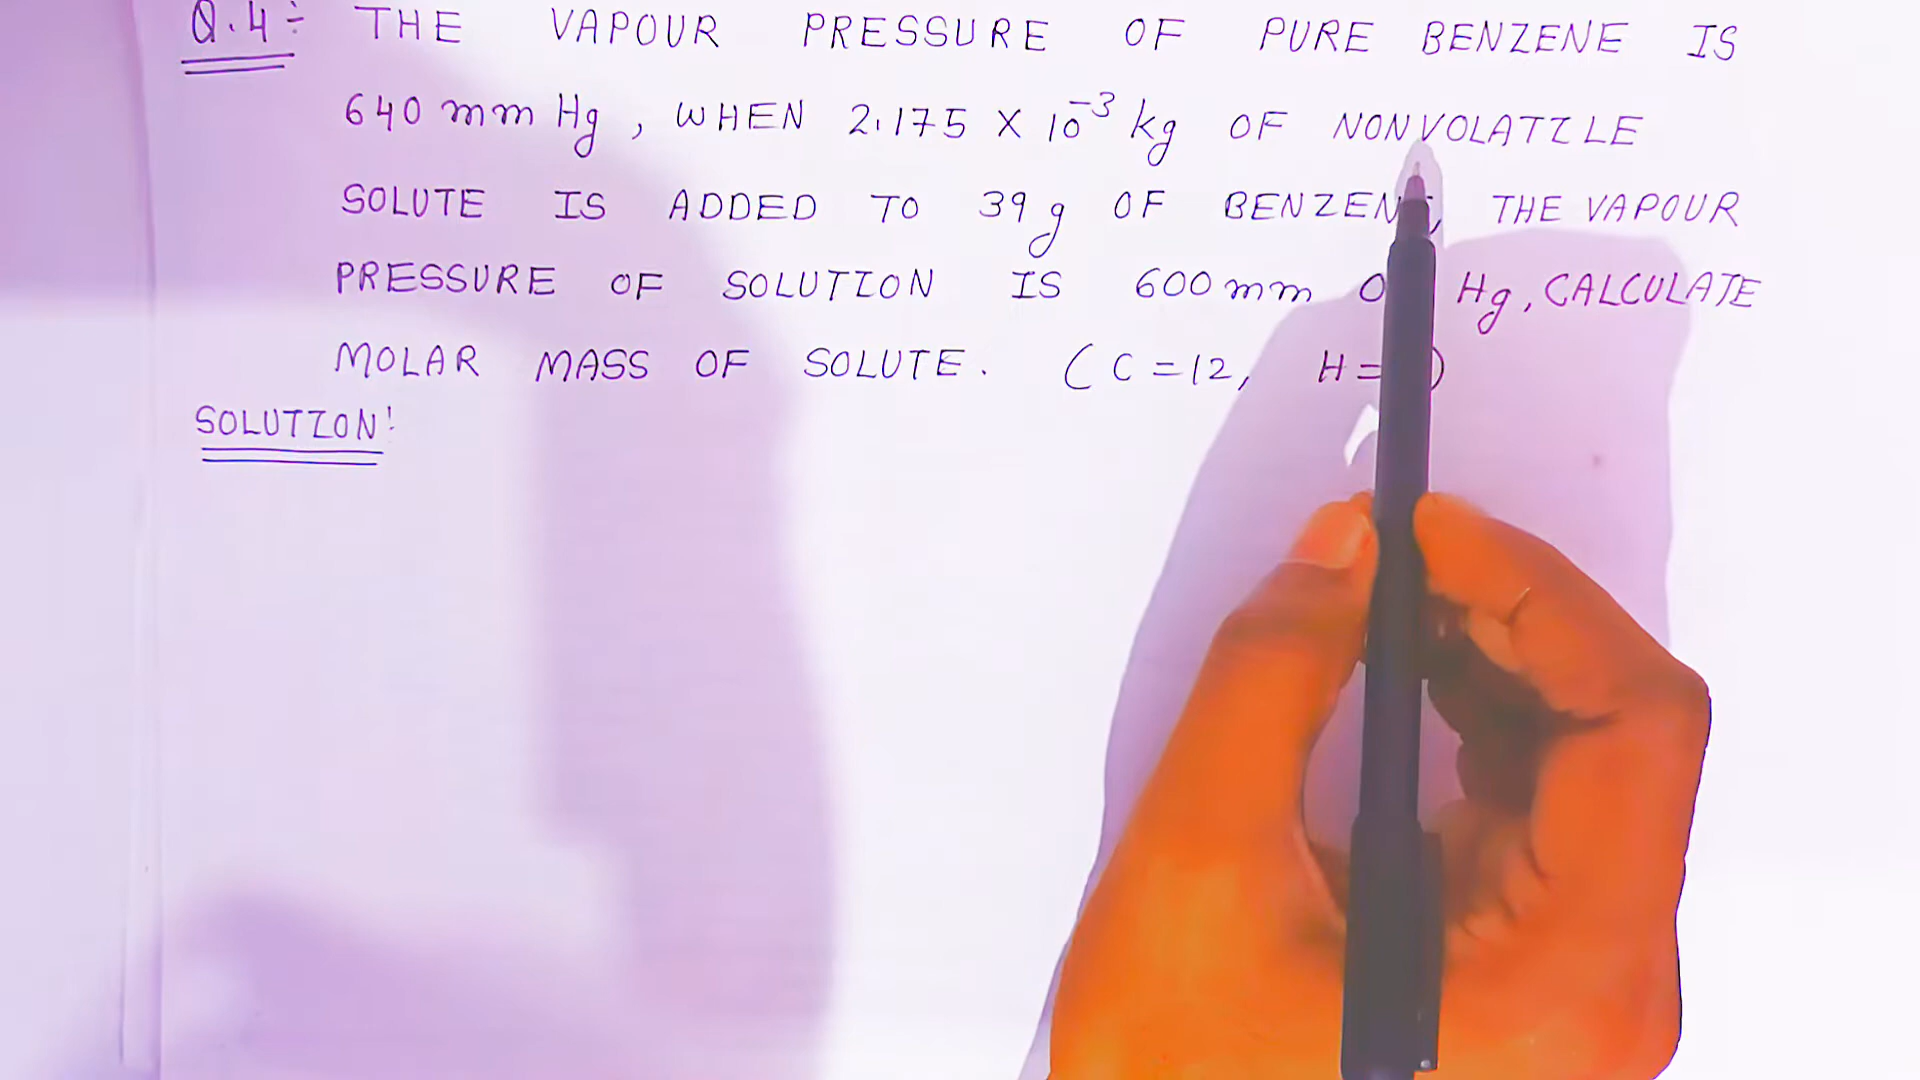 Q.4÷ THE VAPOUR PRESSURE OF PURE BENZENE IS
640 mm Hg, WHEN 2.175 X 10⁻³ kg OF NONVOLATILE
SOLUTE IS ADDED TO 39 g OF THE VAPOUR
PRESSURE OF SOLUTION IS 600 mm Hg, CALCULATE
MOLAR MASS OF SOLUTE. (C=12, H= )
SOLUTION: